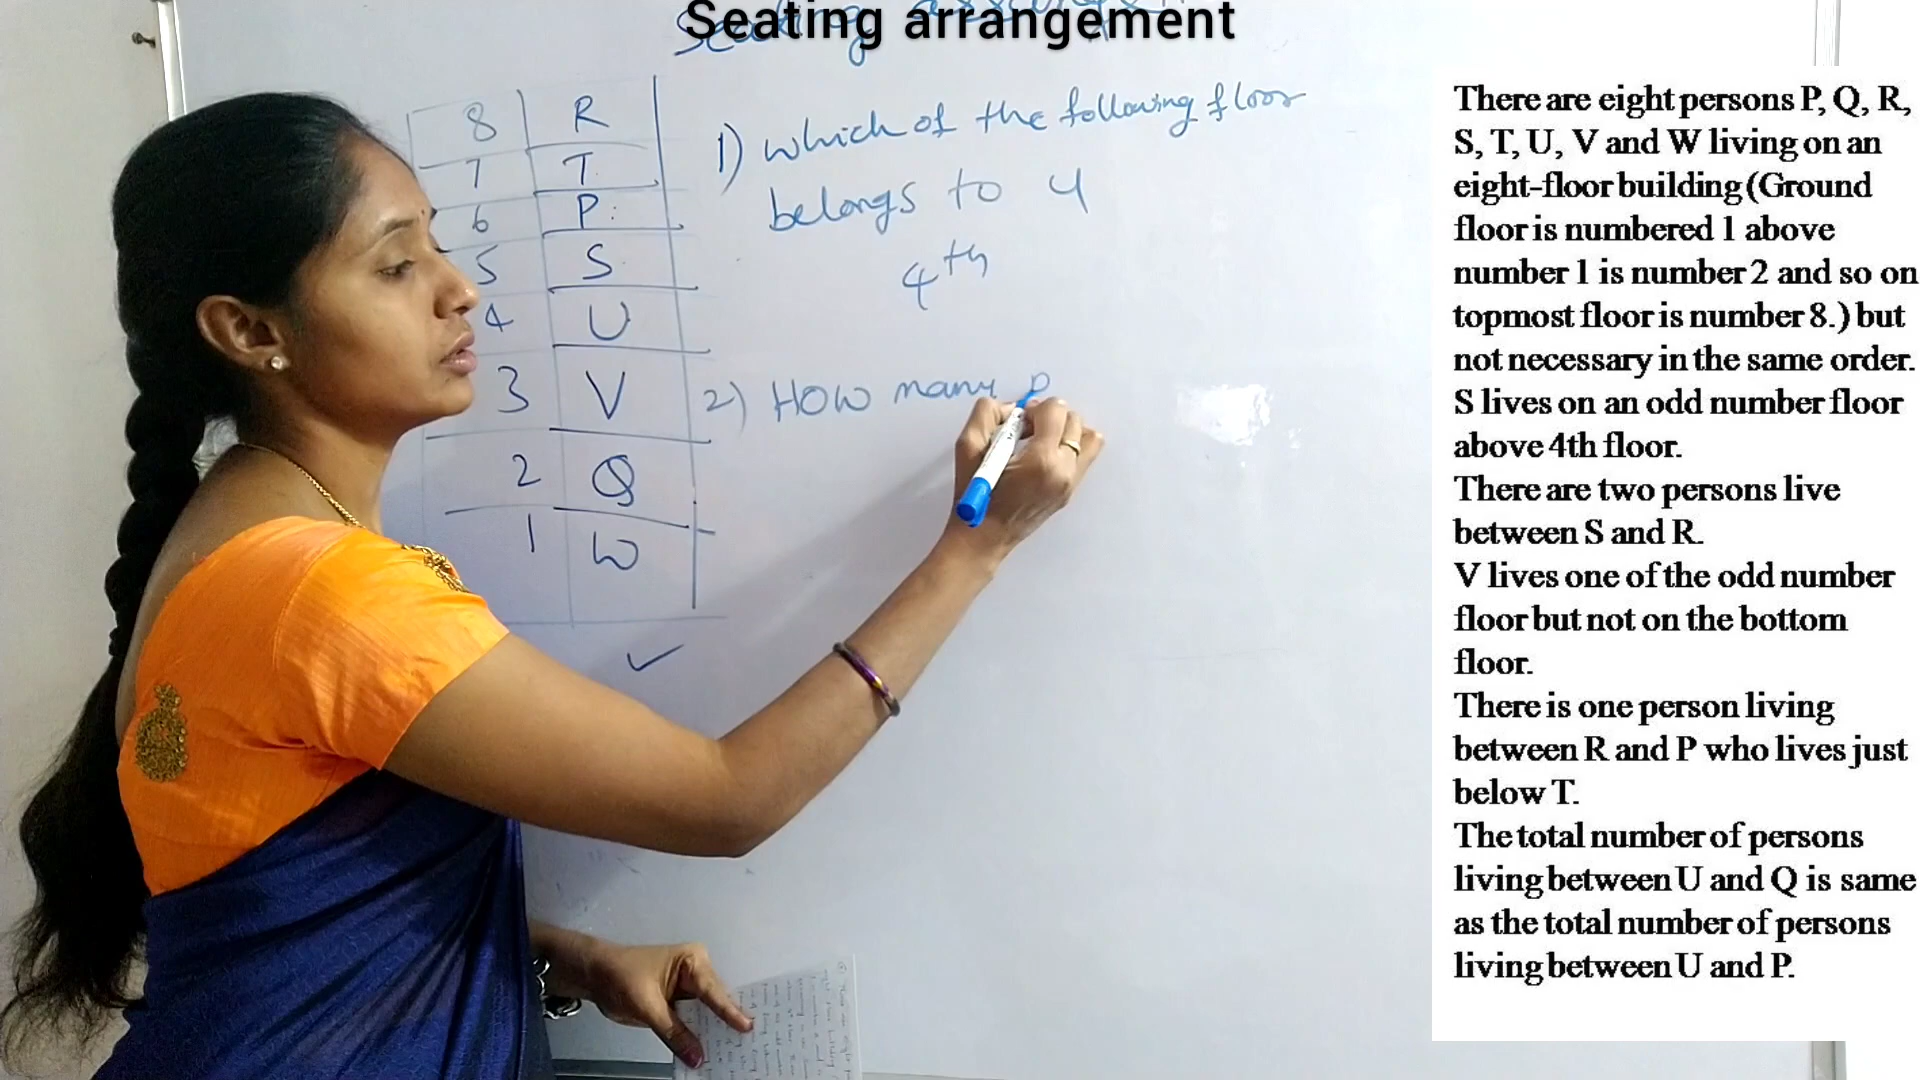 Seating arrangement
8 R
7 T
6 P
5 S
4 U
3 V
2 Q
1 W
1) Which of the following floor
belongs to U
4th
2) How many P
There are eight persons P, Q, R,
S, T, U, V and W living on an
eight-floor building (Ground
floor is numbered 1 above
number 1 is number 2 and so on
topmost floor is number 8.) but
not necessary in the same order.
S lives on an odd number floor
above 4th floor.
There are two persons live
between S and R.
V lives one of the odd number
floor but not on the bottom
floor.
There is one person living
between R and P who lives just
below T.
The total number of persons
living between U and Q is same
as the total number of persons
living between U and P.